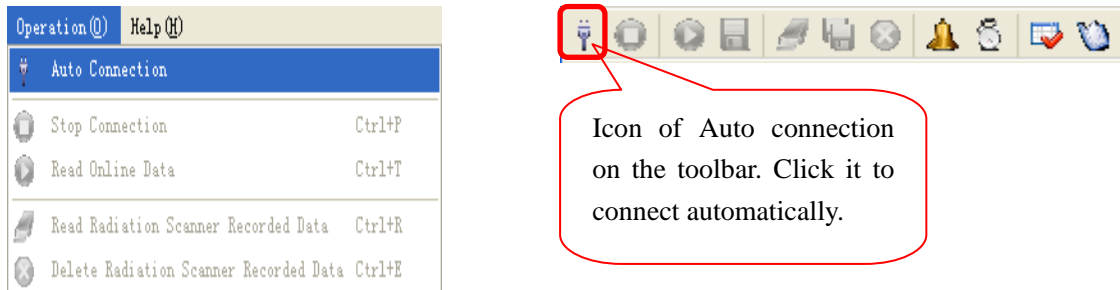 Operation(O) Help(H)
Auto Connection
Stop Connection Ctrl+P
Read Online Data Ctrl+T
Read Radiation Scanner Recorded Data Ctrl+R
Delete Radiation Scanner Recorded Data Ctrl+E
Icon of Auto connection
on the toolbar. Click it to
connect automatically.